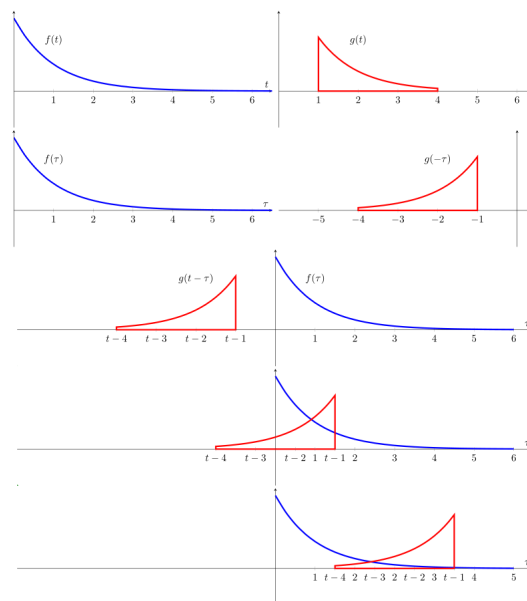 f(t)
g(t)
t
1 2 3 4 5 6
1 2 3 4 5 6
f(τ)
g(−τ)
τ
1 2 3 4 5 6
−5 −4 −3 −2 −1
g(t − τ)
f(τ)
t − 4 t − 3 t − 2 t − 1 1 2 3 4 5 6
t − 4 t − 3 t − 2 1 t − 1 2 3 4 5 6
1 t − 4 2 t − 3 2 t − 2 3 t − 1 4 5